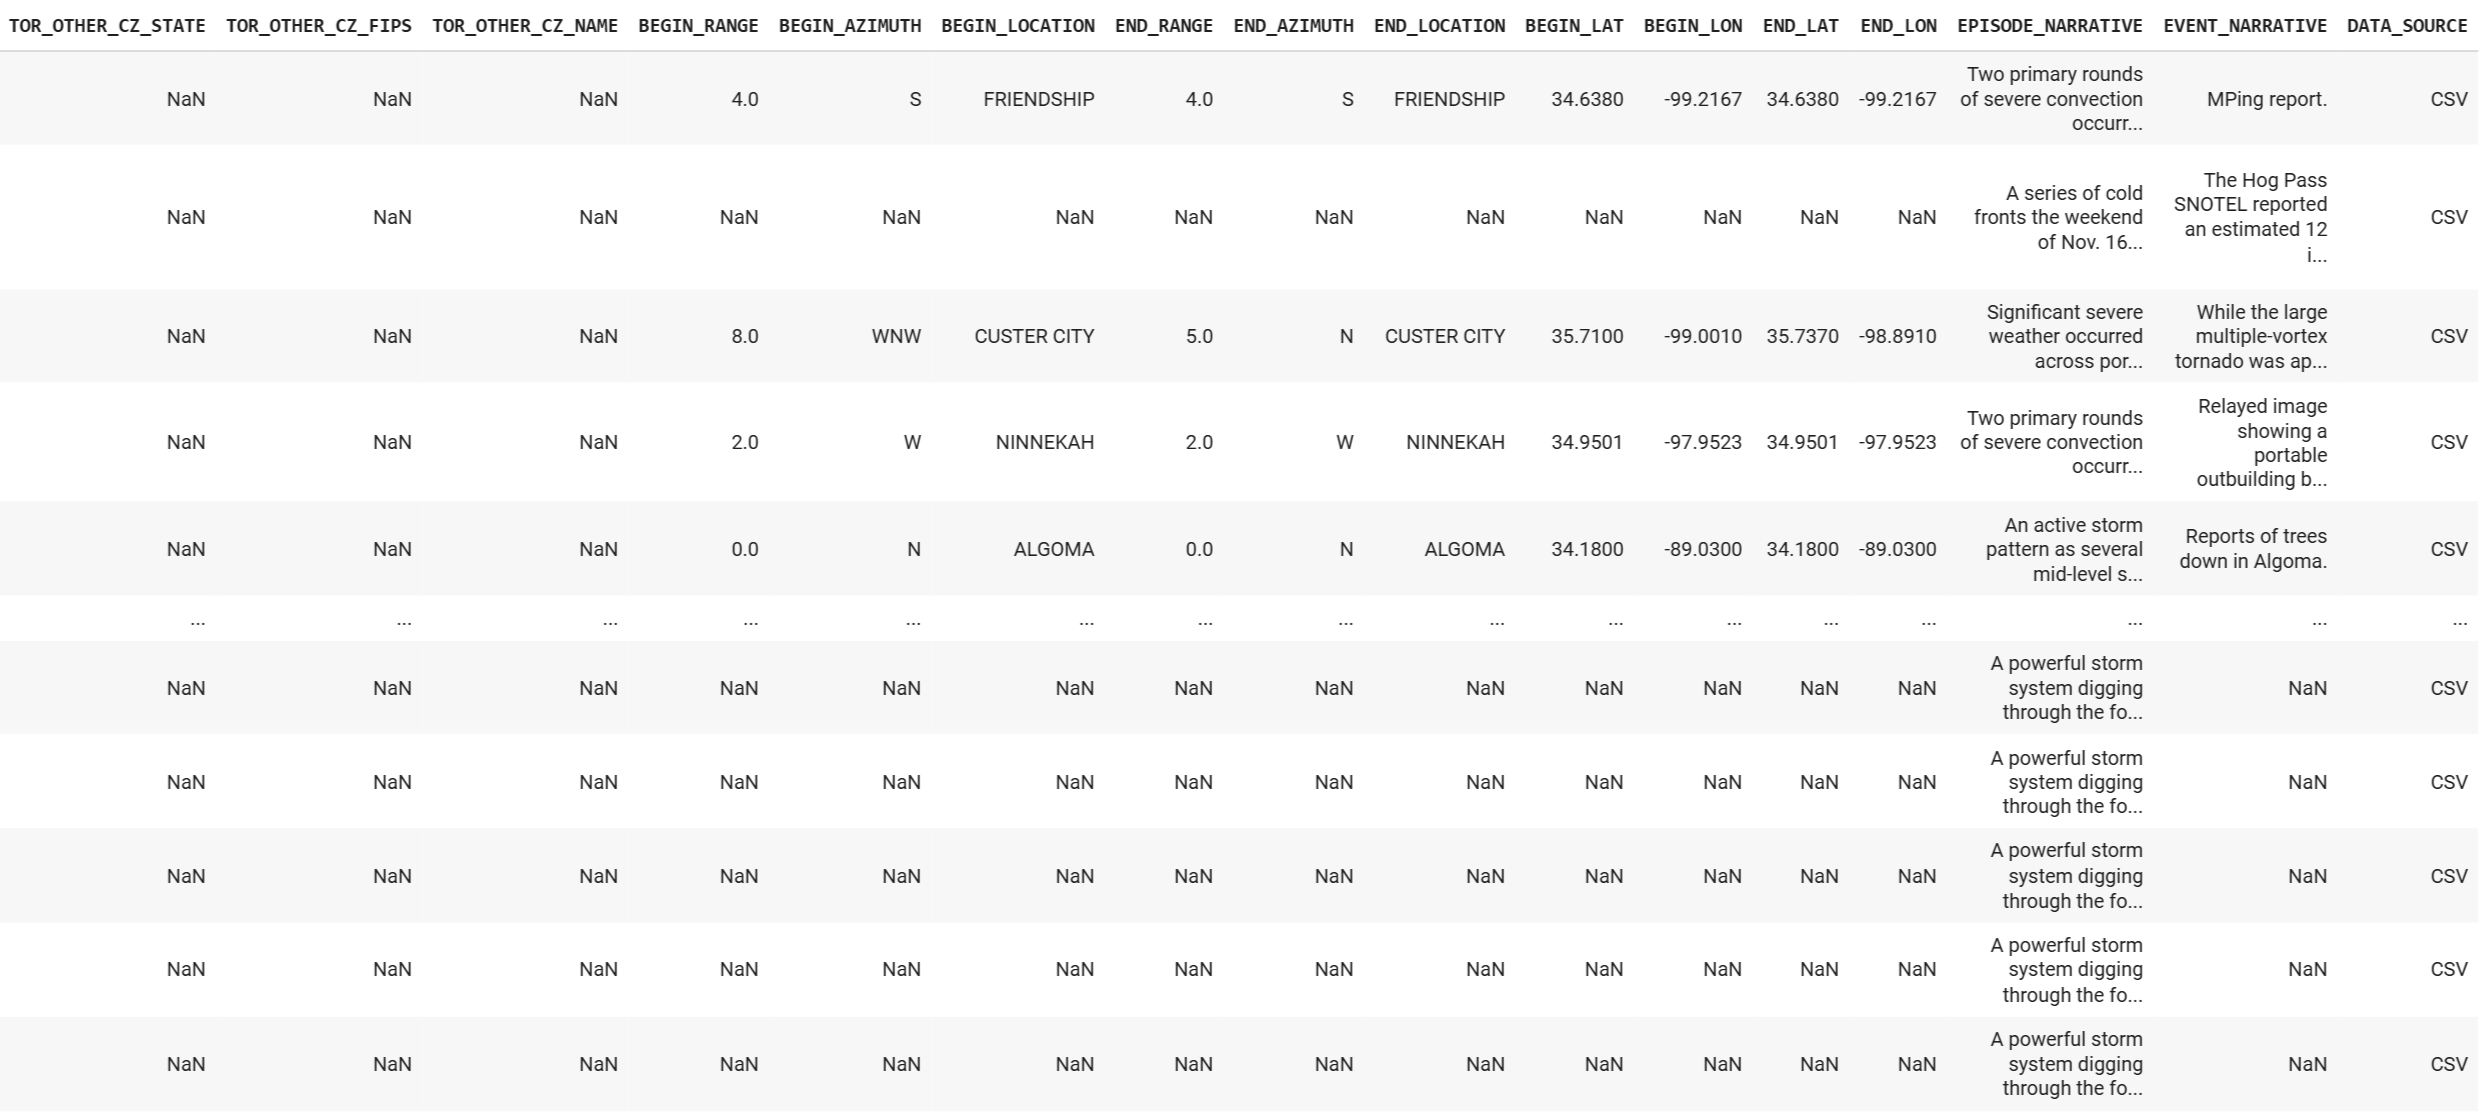 TOR_OTHER_CZ_STATE TOR_OTHER_CZ_FIPS TOR_OTHER_CZ_NAME BEGIN_RANGE BEGIN_AZIMUTH BEGIN_LOCATION END_RANGE END_AZIMUTH END_LOCATION BEGIN_LAT BEGIN_LON END_LAT END_LON EPISODE_NARRATIVE EVENT_NARRATIVE DATA_SOURCE
Two primary rounds
NaN NaN NaN 4.0 S FRIENDSHIP 4.0 S FRIENDSHIP 34.6380 -99.2167 34.6380 -99.2167 of severe convection MPing report. CSV
occurr...
The Hog Pass
A series of cold SNOTEL reported
NaN NaN NaN NaN NaN NaN NaN NaN NaN NaN NaN NaN NaN fronts the weekend an estimated 12 CSV
of Nov. 16... i...
Significant severe While the large
NaN NaN NaN 8.0 WNW CUSTER CITY 5.0 N CUSTER CITY 35.7100 -99.0010 35.7370 -98.8910 weather occurred multiple-vortex CSV
across por... tornado was ap...
Relayed image
Two primary rounds showing a
NaN NaN NaN 2.0 W NINNEKAH 2.0 W NINNEKAH 34.9501 -97.9523 34.9501 -97.9523 of severe convection portable CSV
occurr... outbuilding b...
An active storm Reports of trees
NaN NaN NaN 0.0 N ALGOMA 0.0 N ALGOMA 34.1800 -89.0300 34.1800 -89.0300 pattern as several down in Algoma. CSV
mid-level s...
... ... ... ... ... ... ... ... ... ... ... ... ... ... ... ...
A powerful storm
NaN NaN NaN NaN NaN NaN NaN NaN NaN NaN NaN NaN NaN system digging NaN CSV
through the fo...
A powerful storm
NaN NaN NaN NaN NaN NaN NaN NaN NaN NaN NaN NaN NaN system digging NaN CSV
through the fo...
A powerful storm
NaN NaN NaN NaN NaN NaN NaN NaN NaN NaN NaN NaN NaN system digging NaN CSV
through the fo...
A powerful storm
NaN NaN NaN NaN NaN NaN NaN NaN NaN NaN NaN NaN NaN system digging NaN CSV
through the fo...
A powerful storm
NaN NaN NaN NaN NaN NaN NaN NaN NaN NaN NaN NaN NaN system digging NaN CSV
through the fo...